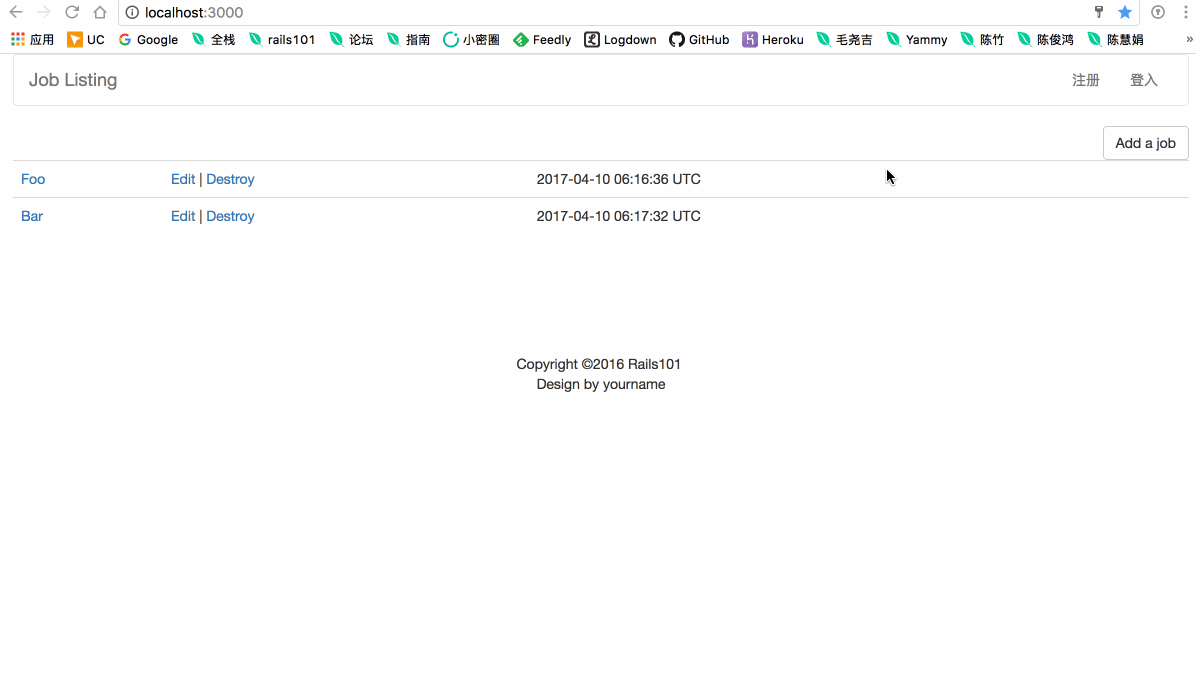 localhost:3000
应用 UC Google 全栈 rails101 论坛 指南 小密圈 Feedly Logdown GitHub Heroku 毛尧吉 Yammy 陈竹 陈俊鸿 陈慧娟 »
Job Listing 注册 登入
Add a job
Foo Edit | Destroy 2017-04-10 06:16:36 UTC
Bar Edit | Destroy 2017-04-10 06:17:32 UTC
Copyright ©2016 Rails101
Design by yourname